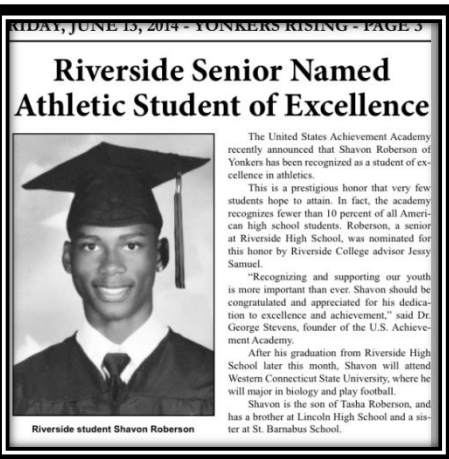 RIDAY, JUNE 13, 2014 - YONKERS RISING - PAGE 3
Riverside Senior Named
Athletic Student of Excellence
The United States Achievement Academy
recently announced that Shavon Roberson of
Yonkers has been recognized as a student of ex-
cellence in athletics.
This is a prestigious honor that very few
students hope to attain. In fact, the academy
recognizes fewer than 10 percent of all Ameri-
can high school students. Roberson, a senior
at Riverside High School, was nominated for
this honor by Riverside College advisor Jessy
Samuel.
“Recognizing and supporting our youth
is more important than ever. Shavon should be
congratulated and appreciated for his dedica-
tion to excellence and achievement,” said Dr.
George Stevens, founder of the U.S. Achieve-
ment Academy.
After his graduation from Riverside High
School later this month, Shavon will attend
Western Connecticut State University, where he
will major in biology and play football.
Shavon is the son of Tasha Roberson, and
has a brother at Lincoln High School and a sis-
ter at St. Barnabus School.
Riverside student Shavon Roberson